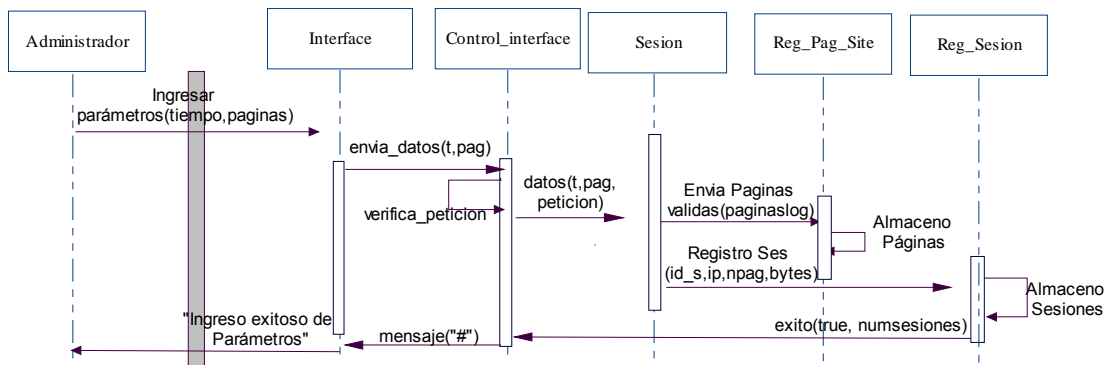 Administrador
Interface
Control_interface
Sesion
Reg_Pag_Site
Reg_Sesion
Ingresar
parámetros(tiempo,paginas)
envia_datos(t,pag)
verifica_peticion
datos(t,pag,
peticion)
Envia Paginas
validas(paginaslog)
Almaceno
Páginas
Registro Ses
(id_s,ip,npag,bytes)
Almaceno
Sesiones
exito(true, numsesiones)
mensaje("#")
"Ingreso exitoso de
Parámetros"